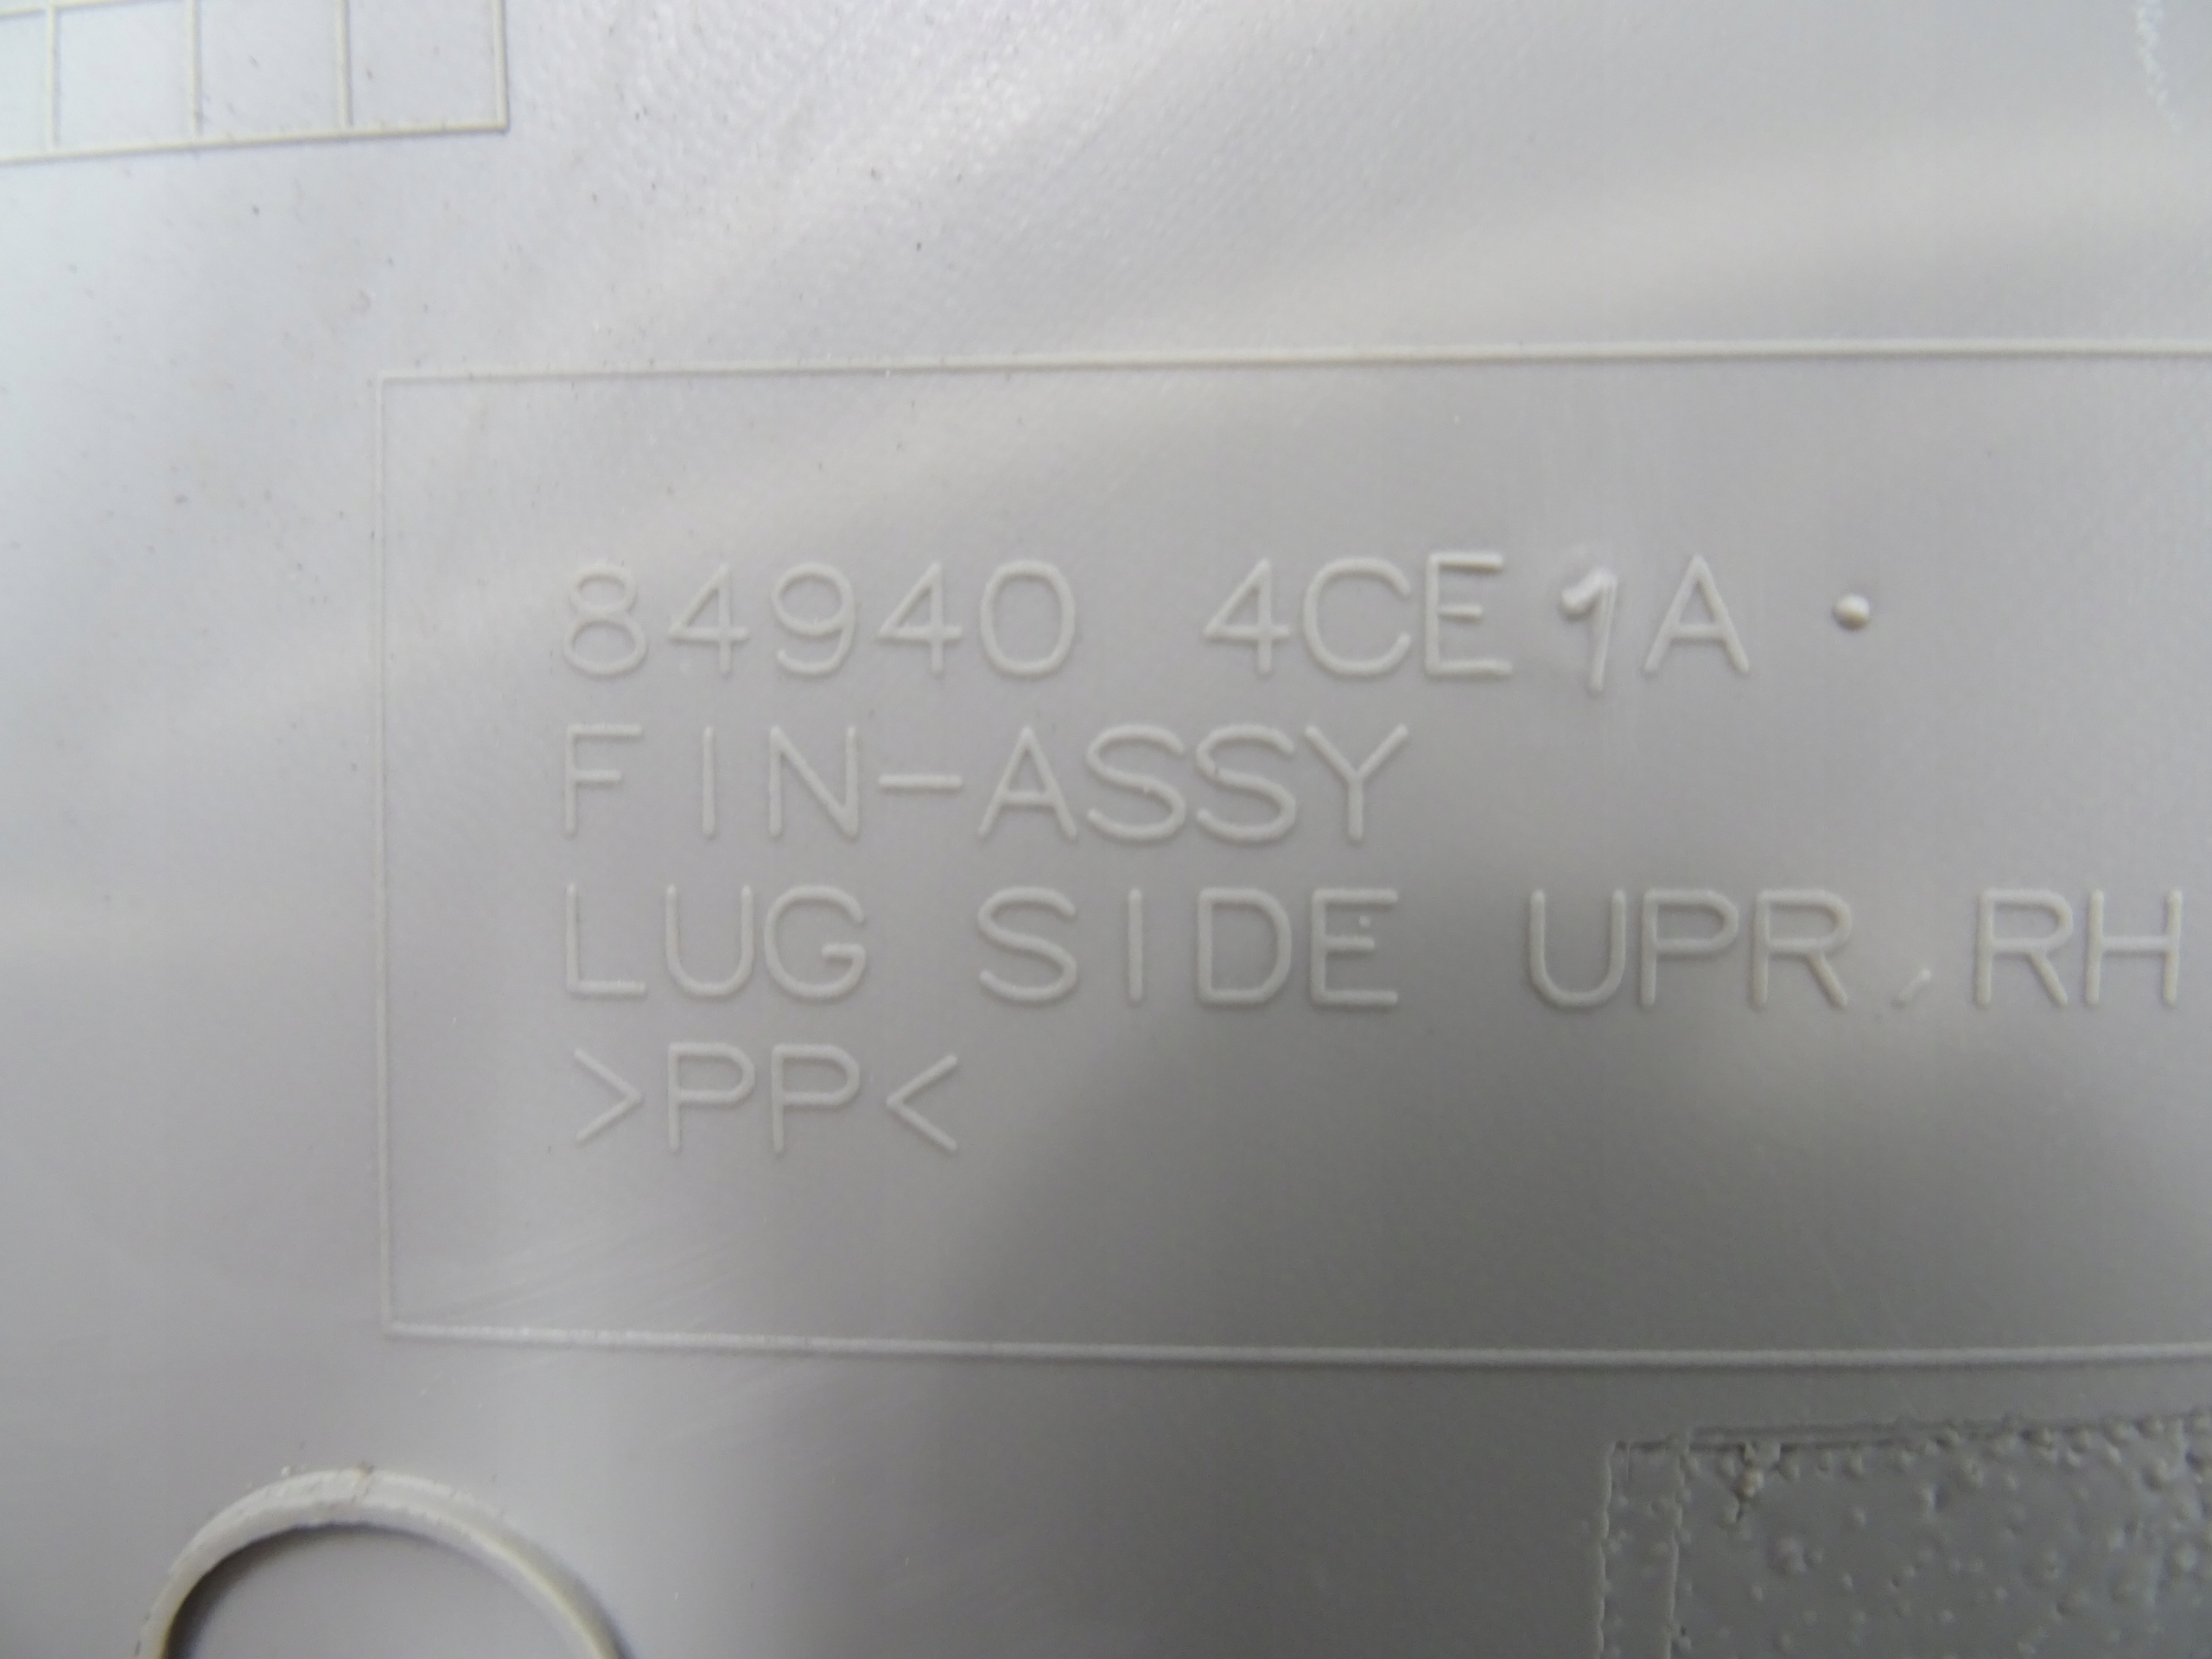 84940 4CE1A .
FIN-ASSY
LUG SIDE UPR, RH
>PP<